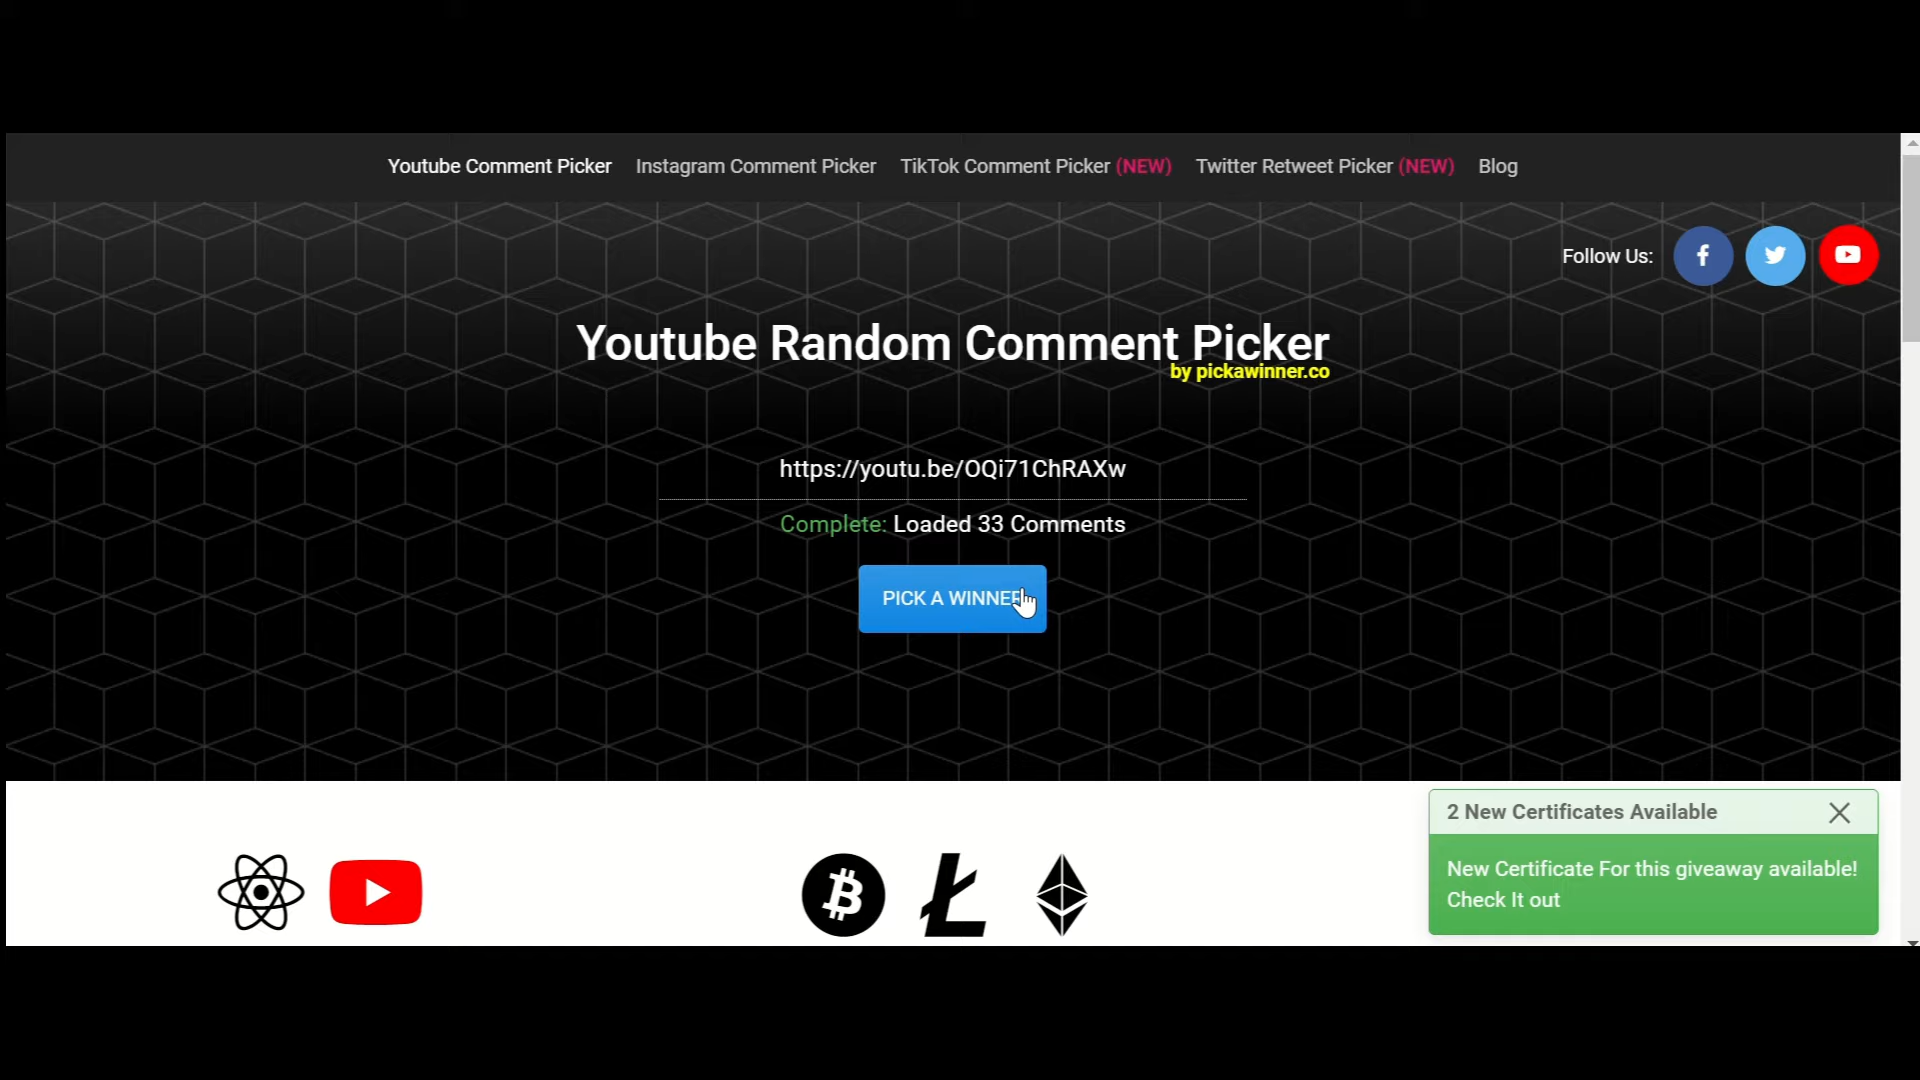 Youtube Comment Picker Instagram Comment Picker TikTok Comment Picker (NEW) Twitter Retweet Picker (NEW) Blog
Follow Us:
Youtube Random Comment Picker
by pickawinner.co
https://youtu.be/OQi71ChRAXw
Complete: Loaded 33 Comments
PICK A WINNER
2 New Certificates Available
New Certificate For this giveaway available!
Check It out